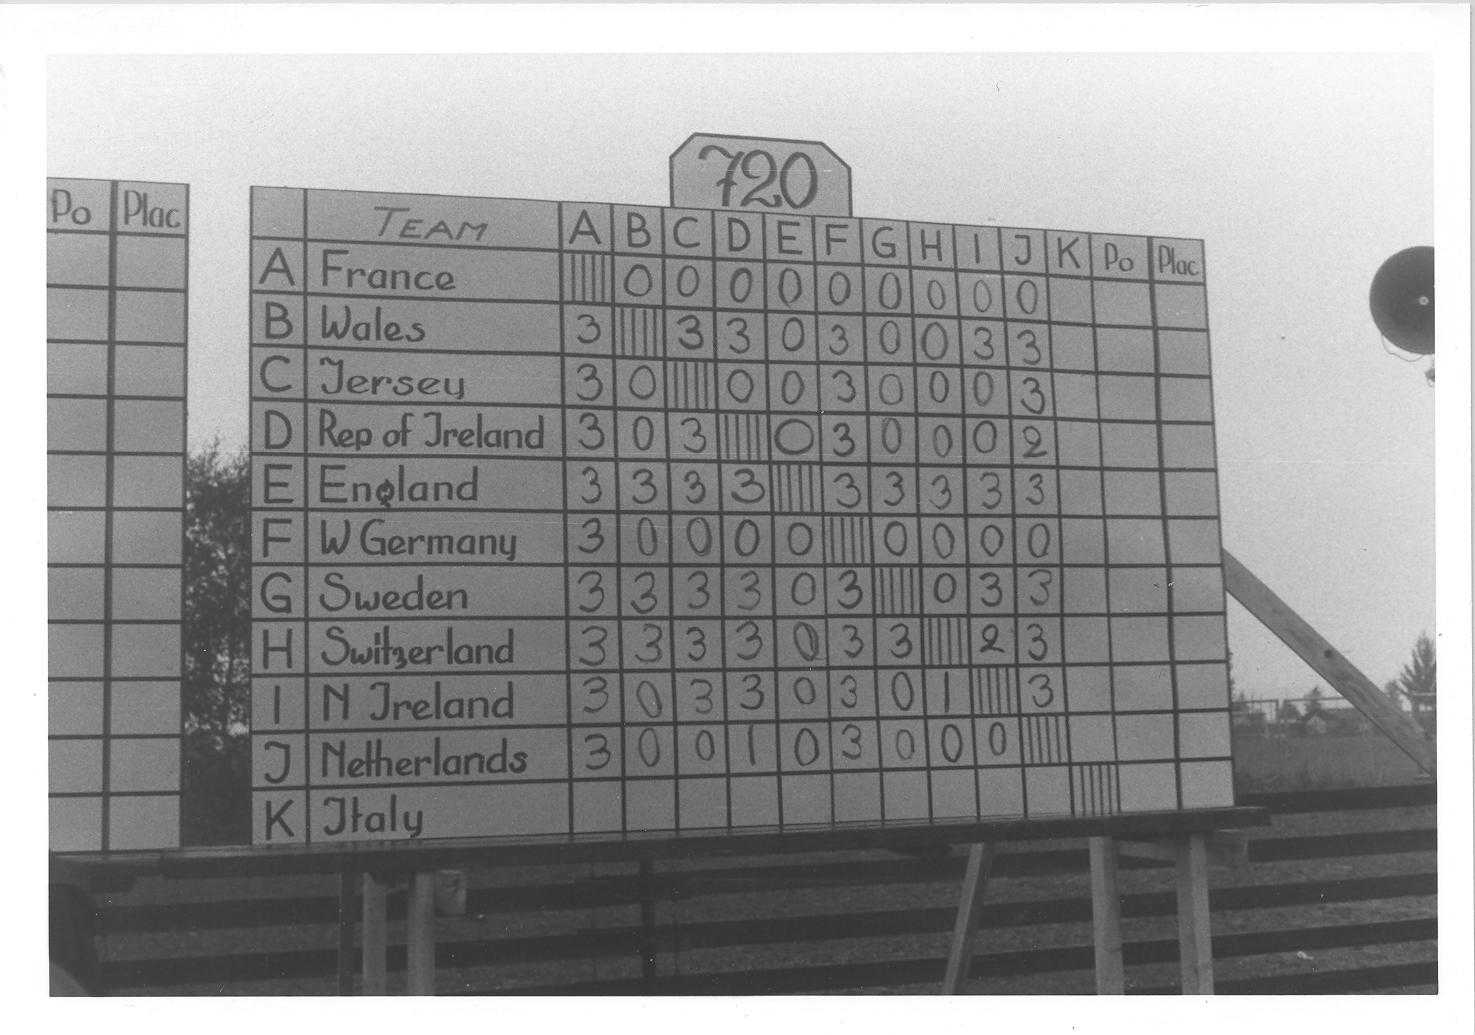 720
Po Plac
TEAM A B C D E F G H I J K Po Plac
A France 0 0 0 0 0 0 0 0 0
B Wales 3 3 3 0 3 0 0 3 3
C Jersey 3 0 0 0 3 0 0 0 3
D Rep of Ireland 3 0 3 0 3 0 0 0 2
E England 3 3 3 3 3 3 3 3 3
F W Germany 3 0 0 0 0 0 0 0 0
G Sweden 3 3 3 3 0 3 0 3 3
H Switzerland 3 3 3 3 0 3 3 2 3
I N Ireland 3 0 3 3 0 3 0 1 3
J Netherlands 3 0 0 1 0 3 0 0 0
K Italy